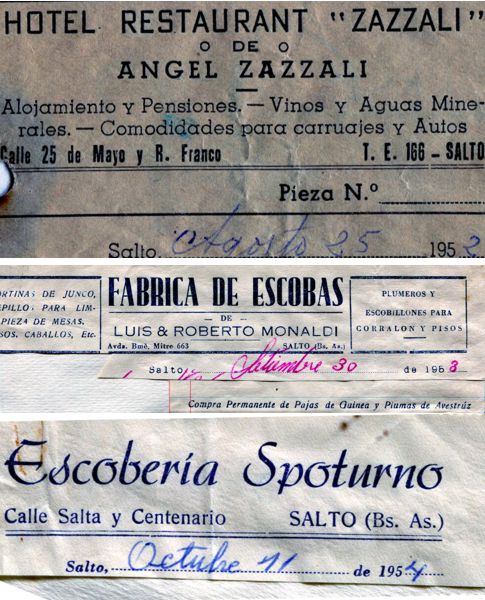 HOTEL RESTAURANT "ZAZZALI"
o DE o
ANGEL ZAZZALI
Alojamiento y Pensiones. — Vinos y Aguas Mine-
rales. — Comodidades para carruajes y Autos
Calle 25 de Mayo y R. Franco T. E. 166 - SALTO
Pieza N.º
Salto Agosto 25 1952
ORTINAS DE JUNCO,
EPILLO PARA LIM-
PIEZA DE MESAS.
SOS. CABALLOS, Etc.
FABRICA DE ESCOBAS
— DE —
LUIS & ROBERTO MONALDI
Avda. Bmé. Mitre 663 SALTO (Bs. As.)
PLUMEROS Y
ESCOBILLONES PARA
CORRALON Y PISOS
Salto Setiembre 30 de 1953
Compra Permanente de Pajas de Guinea y Plumas de Avestrúz
Escobería Spoturno
Calle Salta y Centenario SALTO (Bs. As.)
Salto, Octubre 11 de 1954